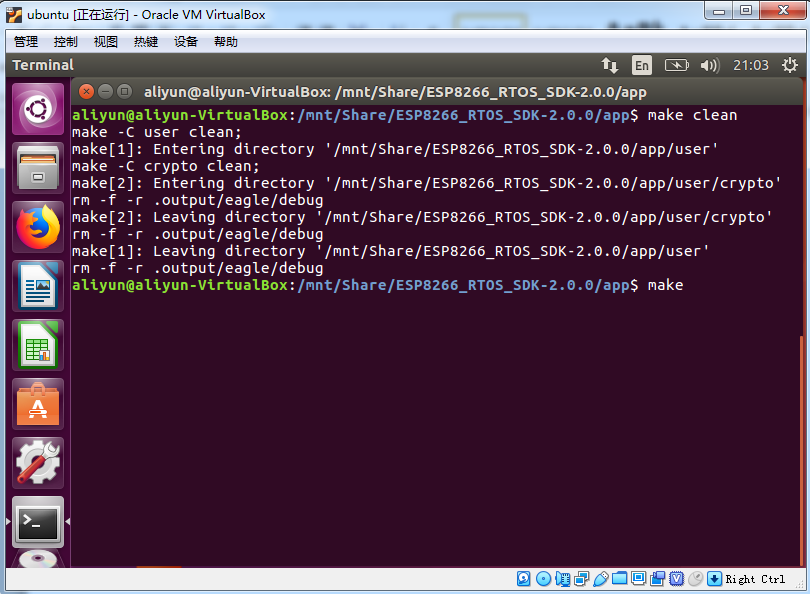 ubuntu [正在运行] - Oracle VM VirtualBox
管理 控制 视图 热键 设备 帮助
Terminal En 21:03
aliyun@aliyun-VirtualBox: /mnt/Share/ESP8266_RTOS_SDK-2.0.0/app
aliyun@aliyun-VirtualBox:/mnt/Share/ESP8266_RTOS_SDK-2.0.0/app$ make clean
make -C user clean;
make[1]: Entering directory '/mnt/Share/ESP8266_RTOS_SDK-2.0.0/app/user'
make -C crypto clean;
make[2]: Entering directory '/mnt/Share/ESP8266_RTOS_SDK-2.0.0/app/user/crypto'
rm -f -r .output/eagle/debug
make[2]: Leaving directory '/mnt/Share/ESP8266_RTOS_SDK-2.0.0/app/user/crypto'
rm -f -r .output/eagle/debug
make[1]: Leaving directory '/mnt/Share/ESP8266_RTOS_SDK-2.0.0/app/user'
rm -f -r .output/eagle/debug
aliyun@aliyun-VirtualBox:/mnt/Share/ESP8266_RTOS_SDK-2.0.0/app$ make
Right Ctrl